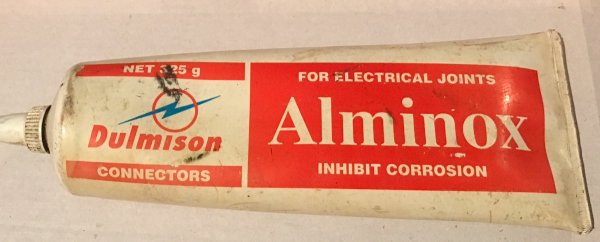 NET 325 g
Dulmison
CONNECTORS
FOR ELECTRICAL JOINTS
Alminox
INHIBIT CORROSION